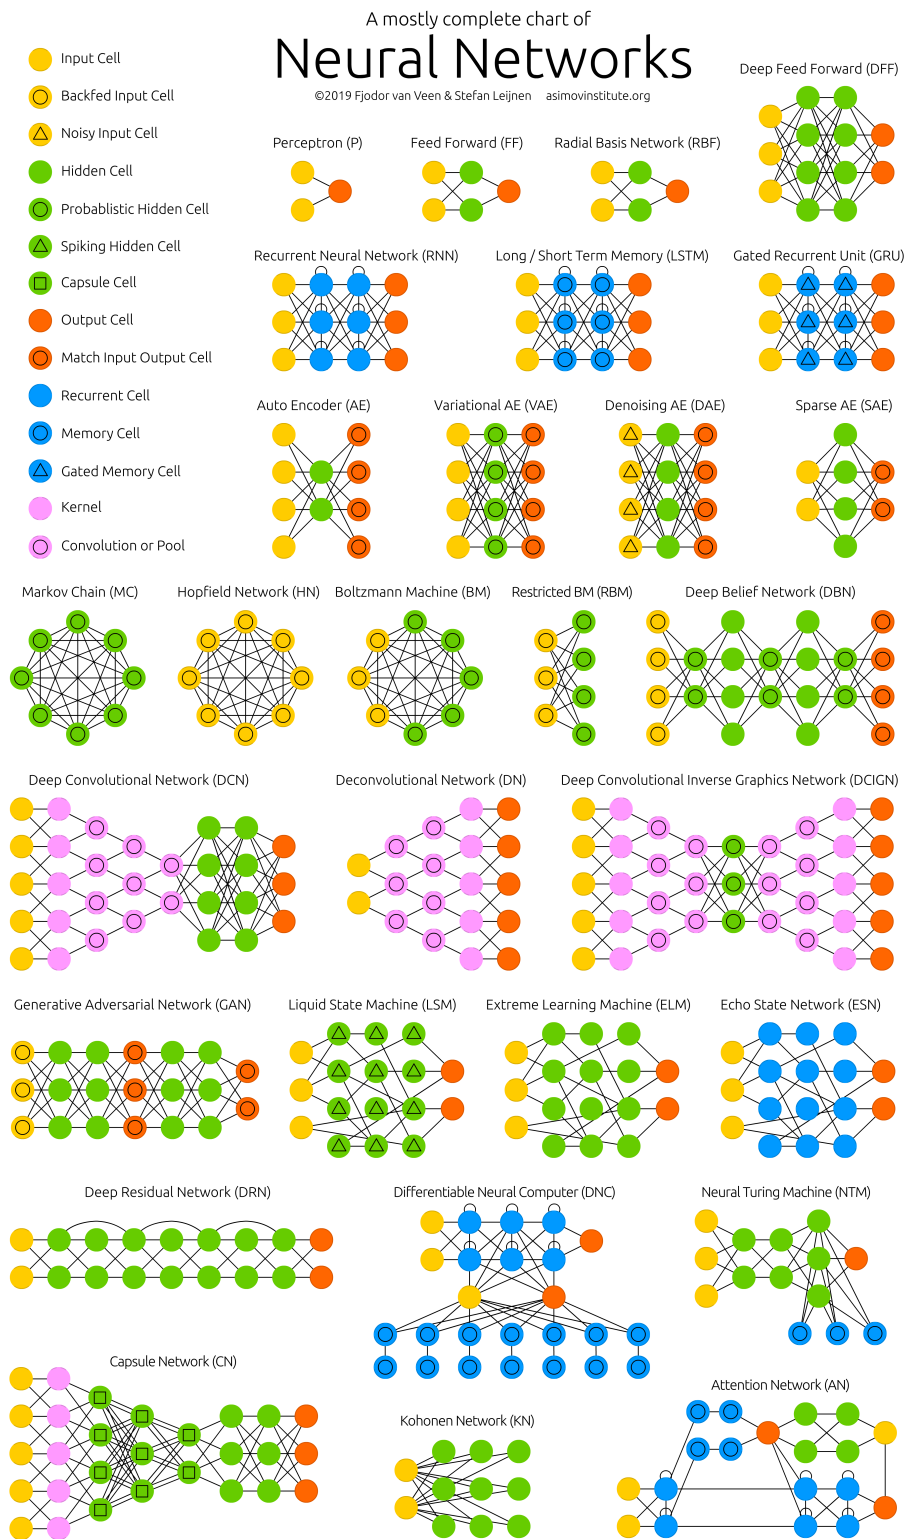 A mostly complete chart of
Neural Networks
©2019 Fjodor van Veen & Stefan Leijnen asimovinstitute.org
Input Cell
Backfed Input Cell
Noisy Input Cell
Hidden Cell
Probablistic Hidden Cell
Spiking Hidden Cell
Capsule Cell
Output Cell
Match Input Output Cell
Recurrent Cell
Memory Cell
Gated Memory Cell
Kernel
Convolution or Pool
Deep Feed Forward (DFF)
Perceptron (P)
Feed Forward (FF)
Radial Basis Network (RBF)
Recurrent Neural Network (RNN)
Long / Short Term Memory (LSTM)
Gated Recurrent Unit (GRU)
Auto Encoder (AE)
Variational AE (VAE)
Denoising AE (DAE)
Sparse AE (SAE)
Markov Chain (MC)
Hopfield Network (HN)
Boltzmann Machine (BM)
Restricted BM (RBM)
Deep Belief Network (DBN)
Deep Convolutional Network (DCN)
Deconvolutional Network (DN)
Deep Convolutional Inverse Graphics Network (DCIGN)
Generative Adversarial Network (GAN)
Liquid State Machine (LSM)
Extreme Learning Machine (ELM)
Echo State Network (ESN)
Deep Residual Network (DRN)
Differentiable Neural Computer (DNC)
Neural Turing Machine (NTM)
Capsule Network (CN)
Kohonen Network (KN)
Attention Network (AN)